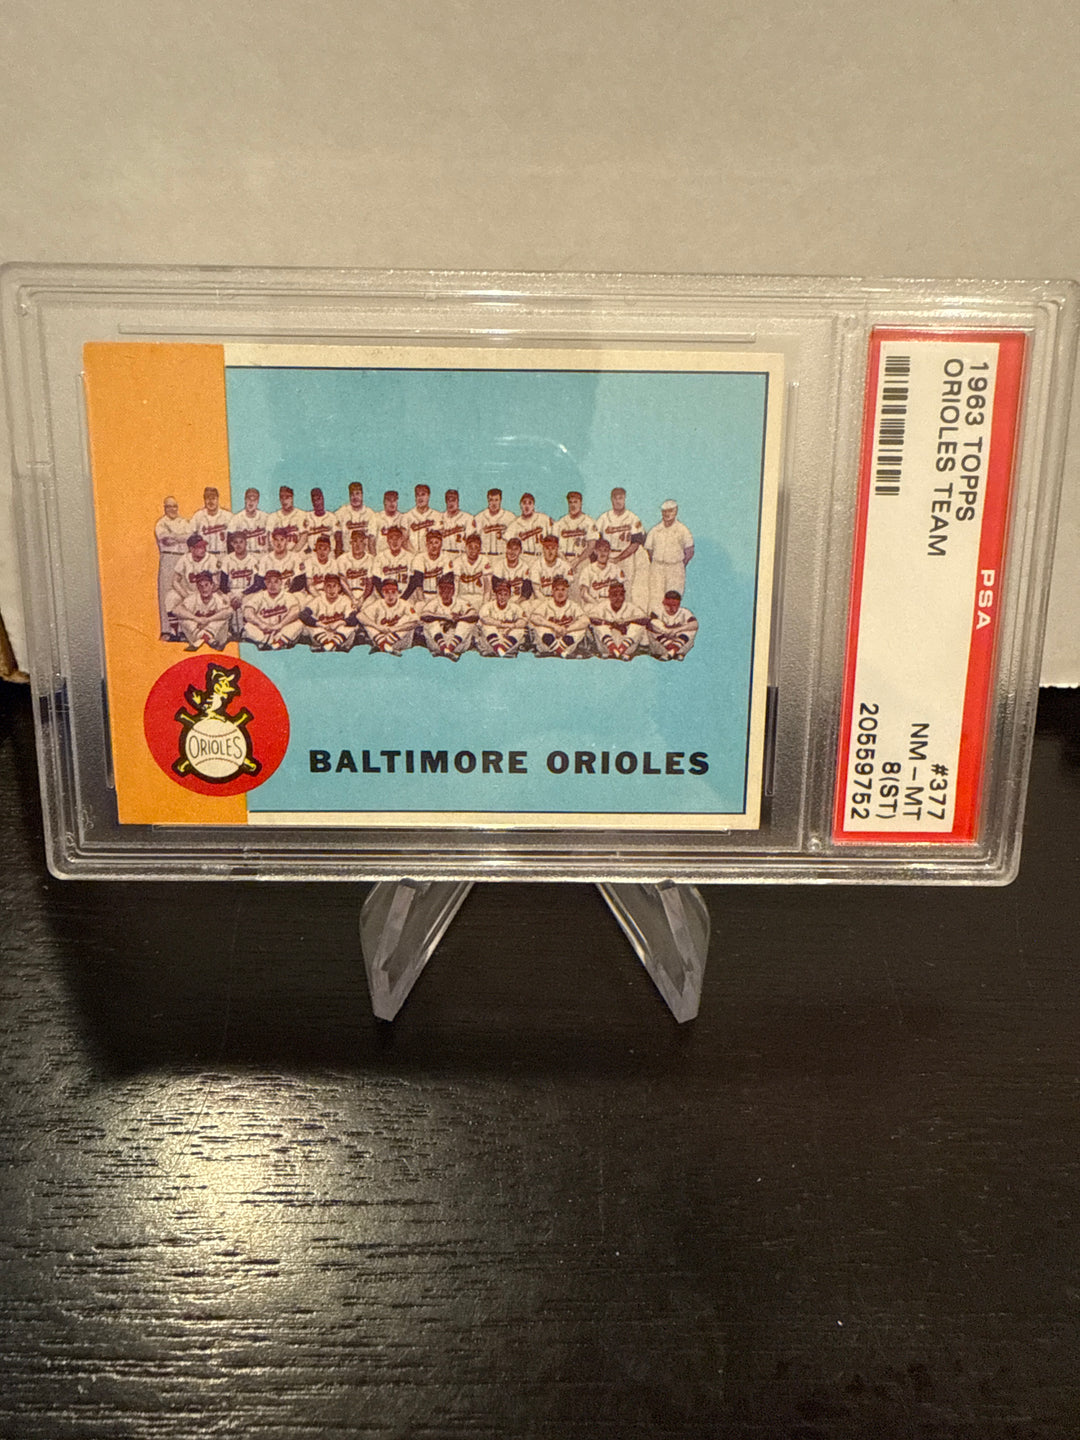 ORIOLES
BALTIMORE ORIOLES
PSA
1963 TOPPS
ORIOLES TEAM
#377
NM - MT
8(ST)
20559752